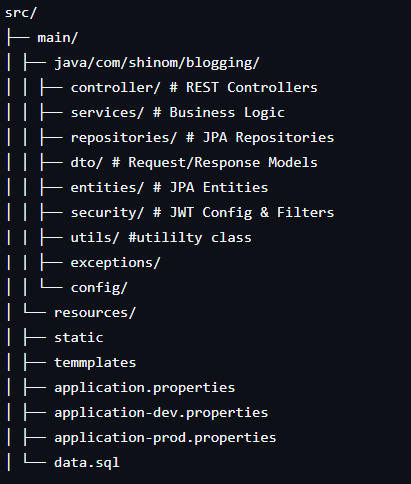 src/
├── main/
│ ├── java/com/shinom/blogging/
│ │ ├── controller/ # REST Controllers
│ │ ├── services/ # Business Logic
│ │ ├── repositories/ # JPA Repositories
│ │ ├── dto/ # Request/Response Models
│ │ ├── entities/ # JPA Entities
│ │ ├── security/ # JWT Config & Filters
│ │ ├── utils/ #utililty class
│ │ ├── exceptions/
│ │ └── config/
│ └── resources/
│ ├── static
│ ├── temmplates
│ ├── application.properties
│ ├── application-dev.properties
│ ├── application-prod.properties
│ └── data.sql